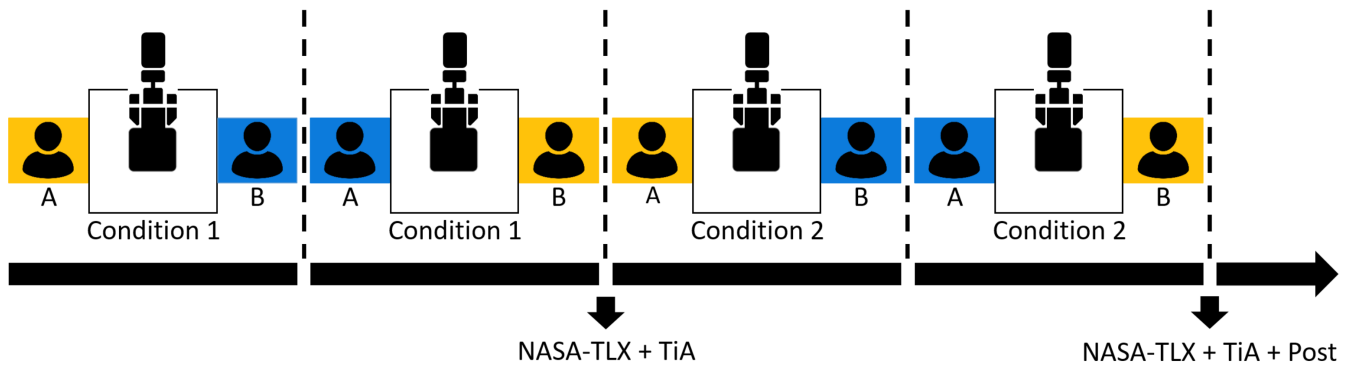 A B A B A B A B
Condition 1 Condition 1 Condition 2 Condition 2
NASA-TLX + TiA NASA-TLX + TiA + Post